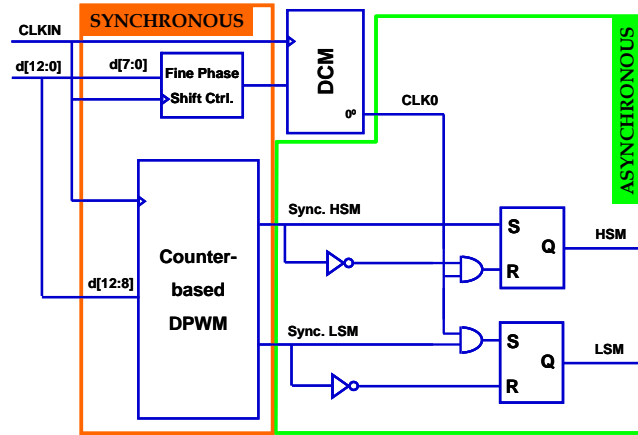 SYNCHRONOUS
CLKIN
d[12:0]
d[7:0]
Fine Phase
Shift Ctrl.
DCM
0º
CLK0
ASYNCHRONOUS
Sync. HSM
S
Q
R
HSM
Counter-
based
DPWM
d[12:8]
Sync. LSM
S
Q
R
LSM